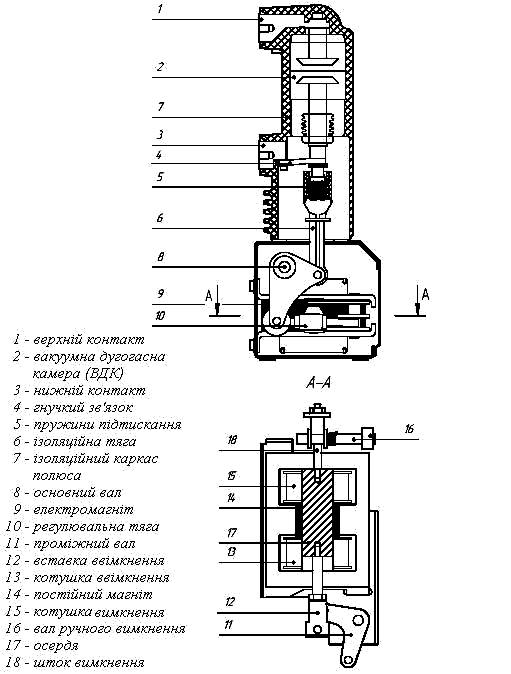 1
2
7
3
4
5
6
8
9
10
A
A
1 - верхній контакт
2 - вакуумна дугогасна
камера (ВДК)
3 - нижній контакт
4 - гнучкий зв'язок
5 - пружини підтискання
6 - ізоляційна тяга
7 - ізоляційний каркас
полюса
8 - основний вал
9 - електромагніт
10 - регулювальна тяга
11 - проміжний вал
12 - вставка ввімкнення
13 - котушка ввімкнення
14 - постійний магніт
15 - котушка вимкнення
16 - вал ручного вимкнення
17 - осердя
18 - шток вимкнення
A–A
18
16
15
14
17
13
12
11